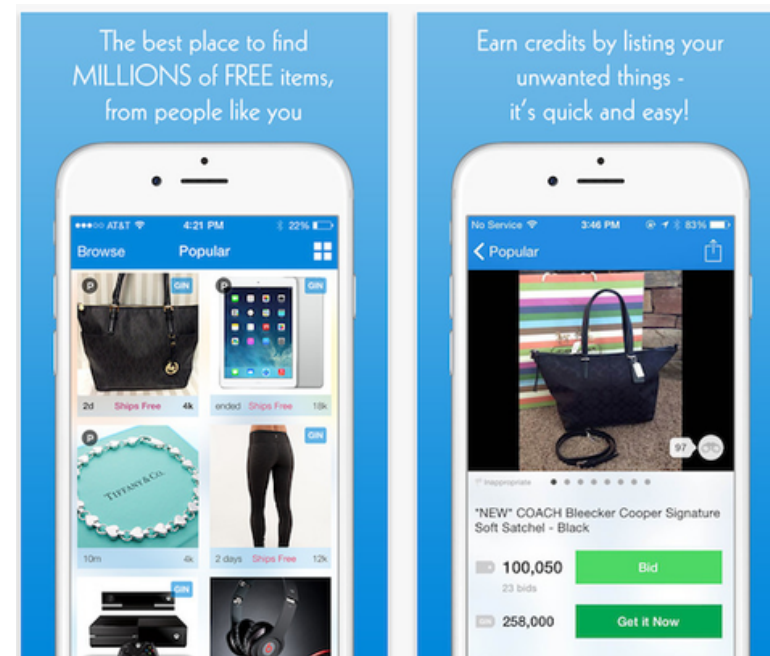 The best place to find
MILLIONS of FREE items,
from people like you
AT&T 4:21 PM 22%
Browse Popular
P GIN
GIN
2d Ships Free 4k
ended Ships Free 18k
P
GIN
TIFFANY & CO.
10m 4k
2 days Ships Free 12k
GIN
Earn credits by listing your
unwanted things -
it's quick and easy!
No Service 3:46 PM 83%
Popular
97
Inappropriate
"NEW" COACH Bleecker Cooper Signature
Soft Satchel - Black
100,050 Bid
23 bids
GIN 258,000 Get it Now